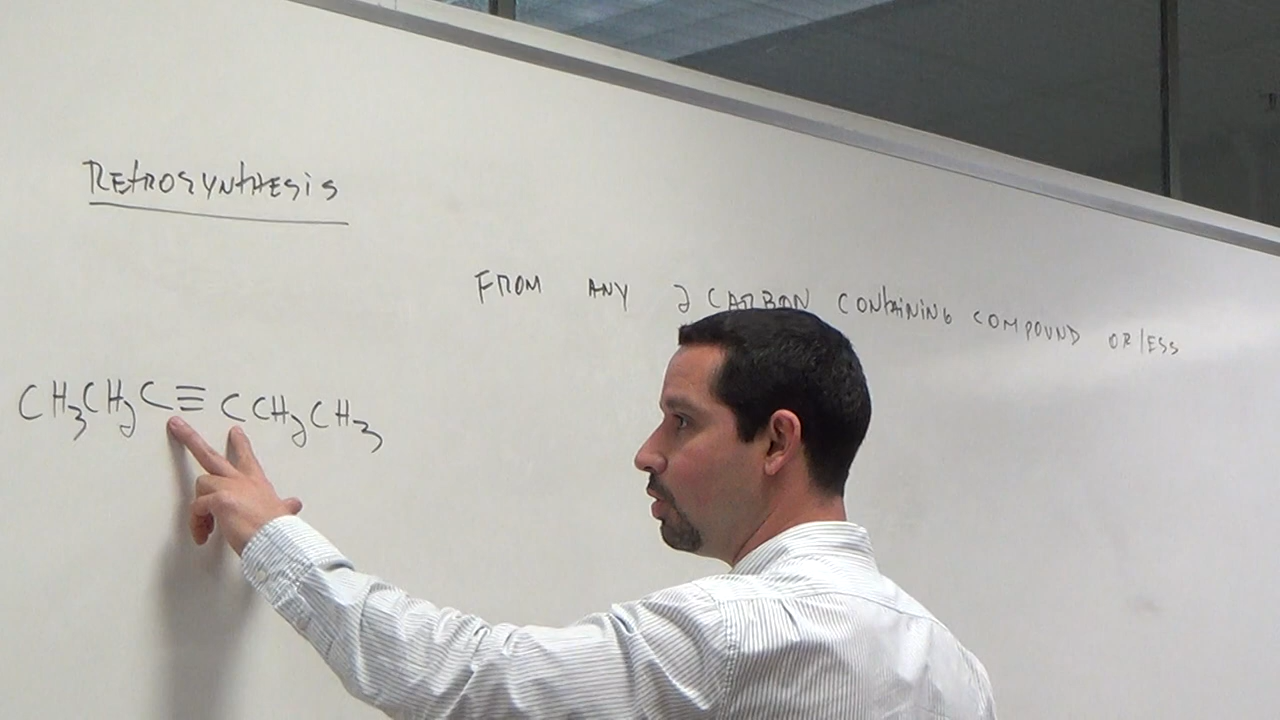 RETROSYNTHESIS
FROM ANY 2 CARBON CONTAINING COMPOUND OR LESS
CH3CH2C≡CCH2CH3